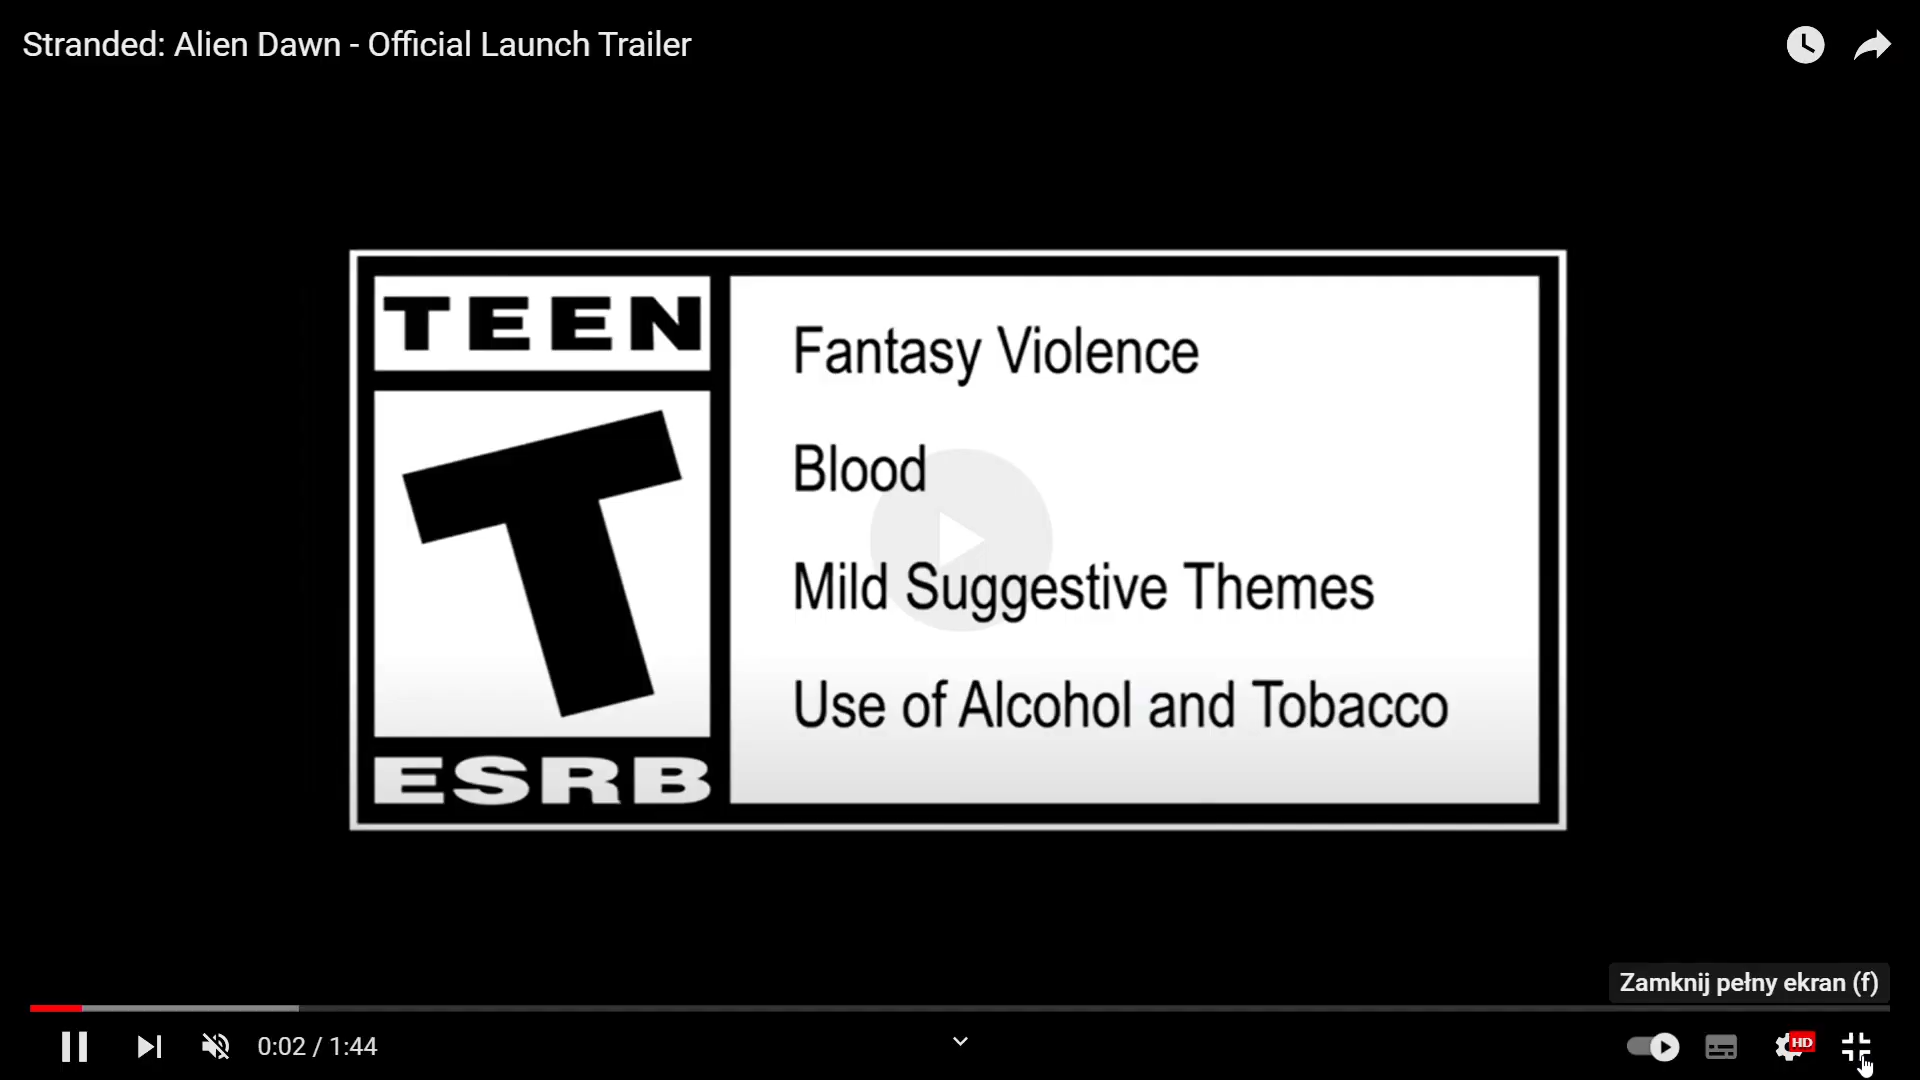 Stranded: Alien Dawn - Official Launch Trailer
TEEN
T
ESRB
Fantasy Violence
Blood
Mild Suggestive Themes
Use of Alcohol and Tobacco
Zamknij pełny ekran (f)
0:02 / 1:44
HD